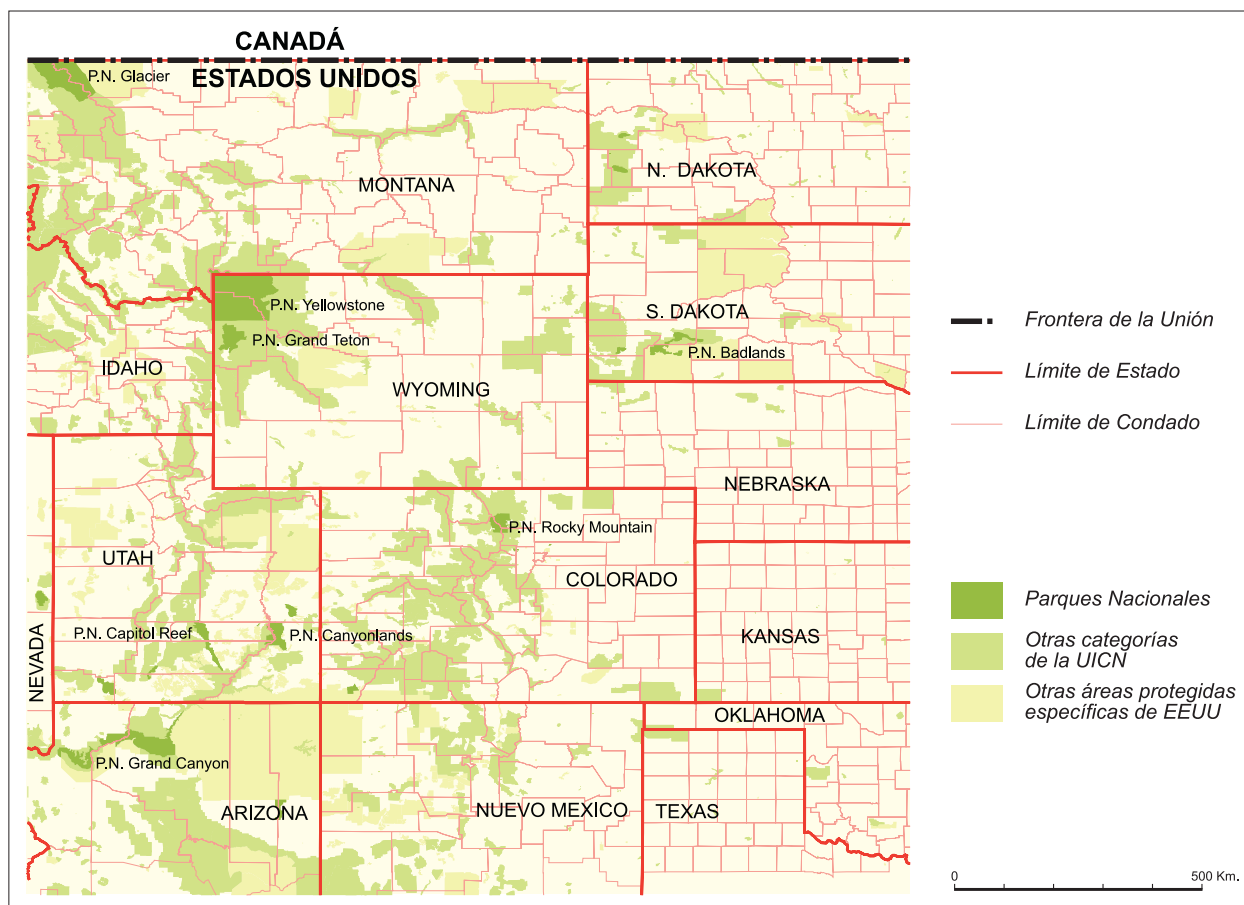 CANADÁ
ESTADOS UNIDOS
P.N. Glacier
MONTANA
N. DAKOTA
P.N. Yellowstone
S. DAKOTA
P.N. Grand Teton
P.N. Badlands
IDAHO
WYOMING
NEBRASKA
P.N. Rocky Mountain
UTAH
COLORADO
P.N. Capitol Reef
P.N. Canyonlands
KANSAS
NEVADA
OKLAHOMA
P.N. Grand Canyon
ARIZONA
NUEVO MEXICO
TEXAS
Frontera de la Unión
Límite de Estado
Límite de Condado
Parques Nacionales
Otras categorías
de la UICN
Otras áreas protegidas
específicas de EEUU
0
500 Km.